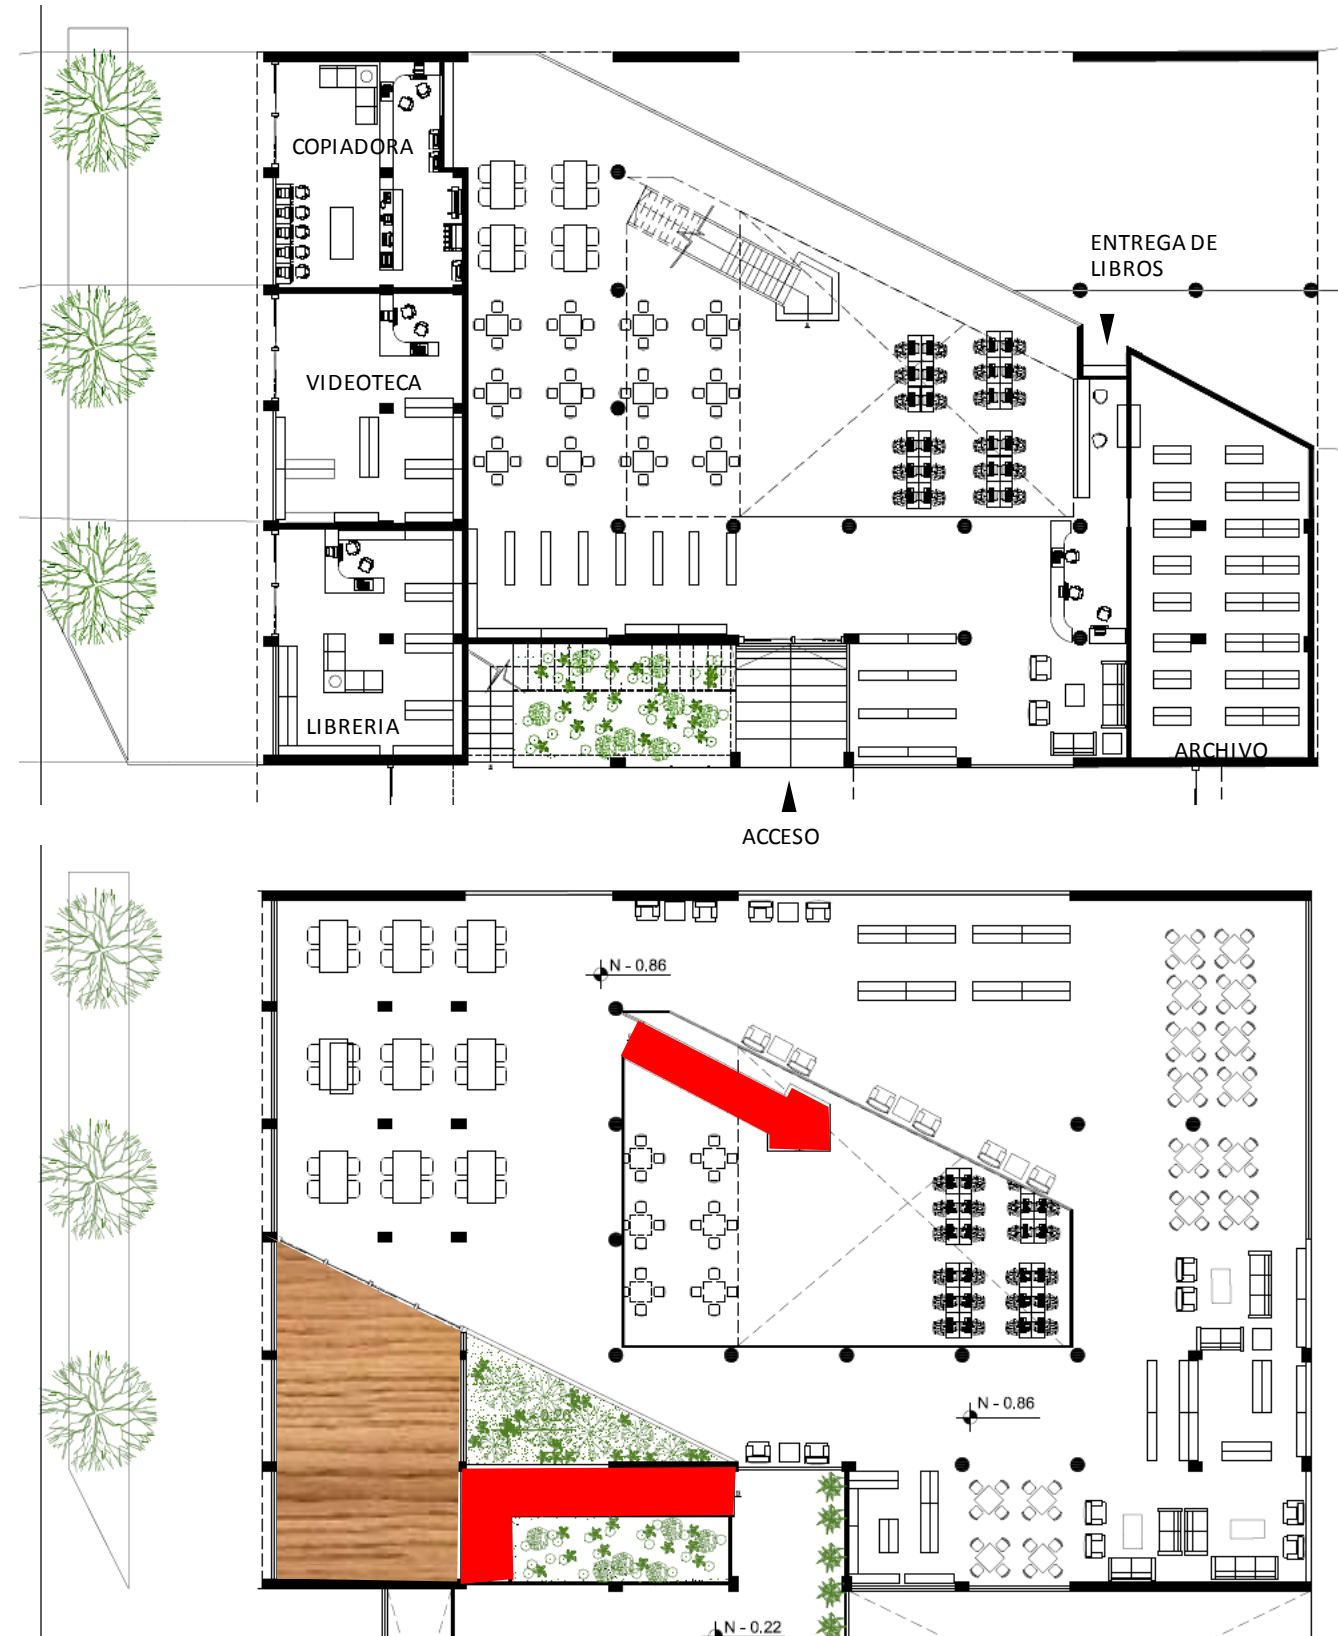 COPIADORA
ENTREGA DE
LIBROS
VIDEOTECA
LIBRERIA
ARCHIVO
ACCESO
N - 0,86
N - 0,86
N - 0,22